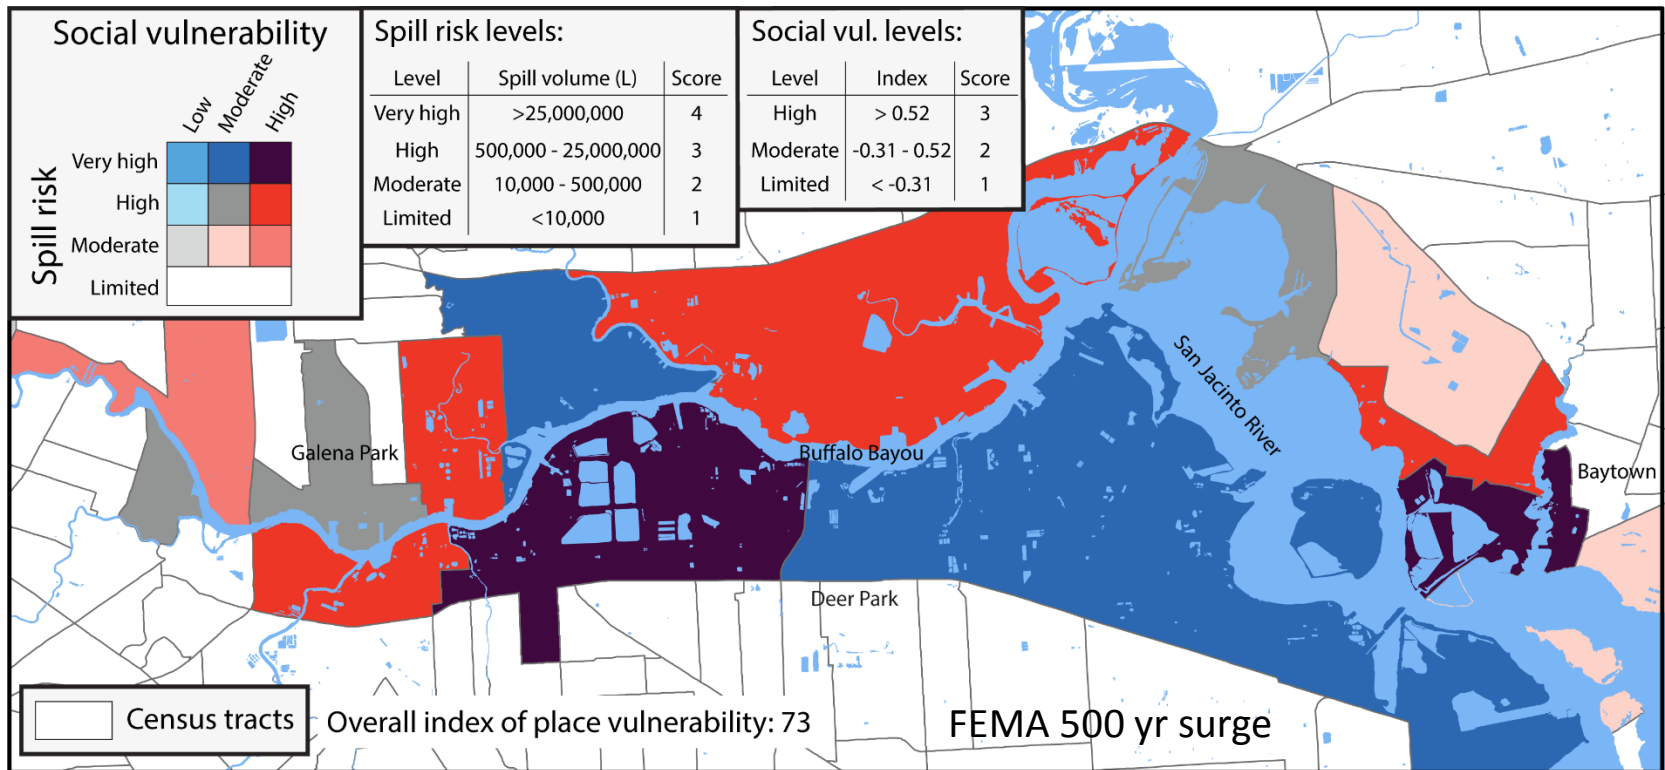 Social vulnerability
Low
Moderate
High
Spill risk
Very high
High
Moderate
Limited
Spill risk levels:
Level Spill volume (L) Score
Very high >25,000,000 4
High 500,000 - 25,000,000 3
Moderate 10,000 - 500,000 2
Limited <10,000 1
Social vul. levels:
Level Index Score
High > 0.52 3
Moderate -0.31 - 0.52 2
Limited < -0.31 1
San Jacinto River
Galena Park
Buffalo Bayou
Baytown
Deer Park
Census tracts
Overall index of place vulnerability: 73
FEMA 500 yr surge